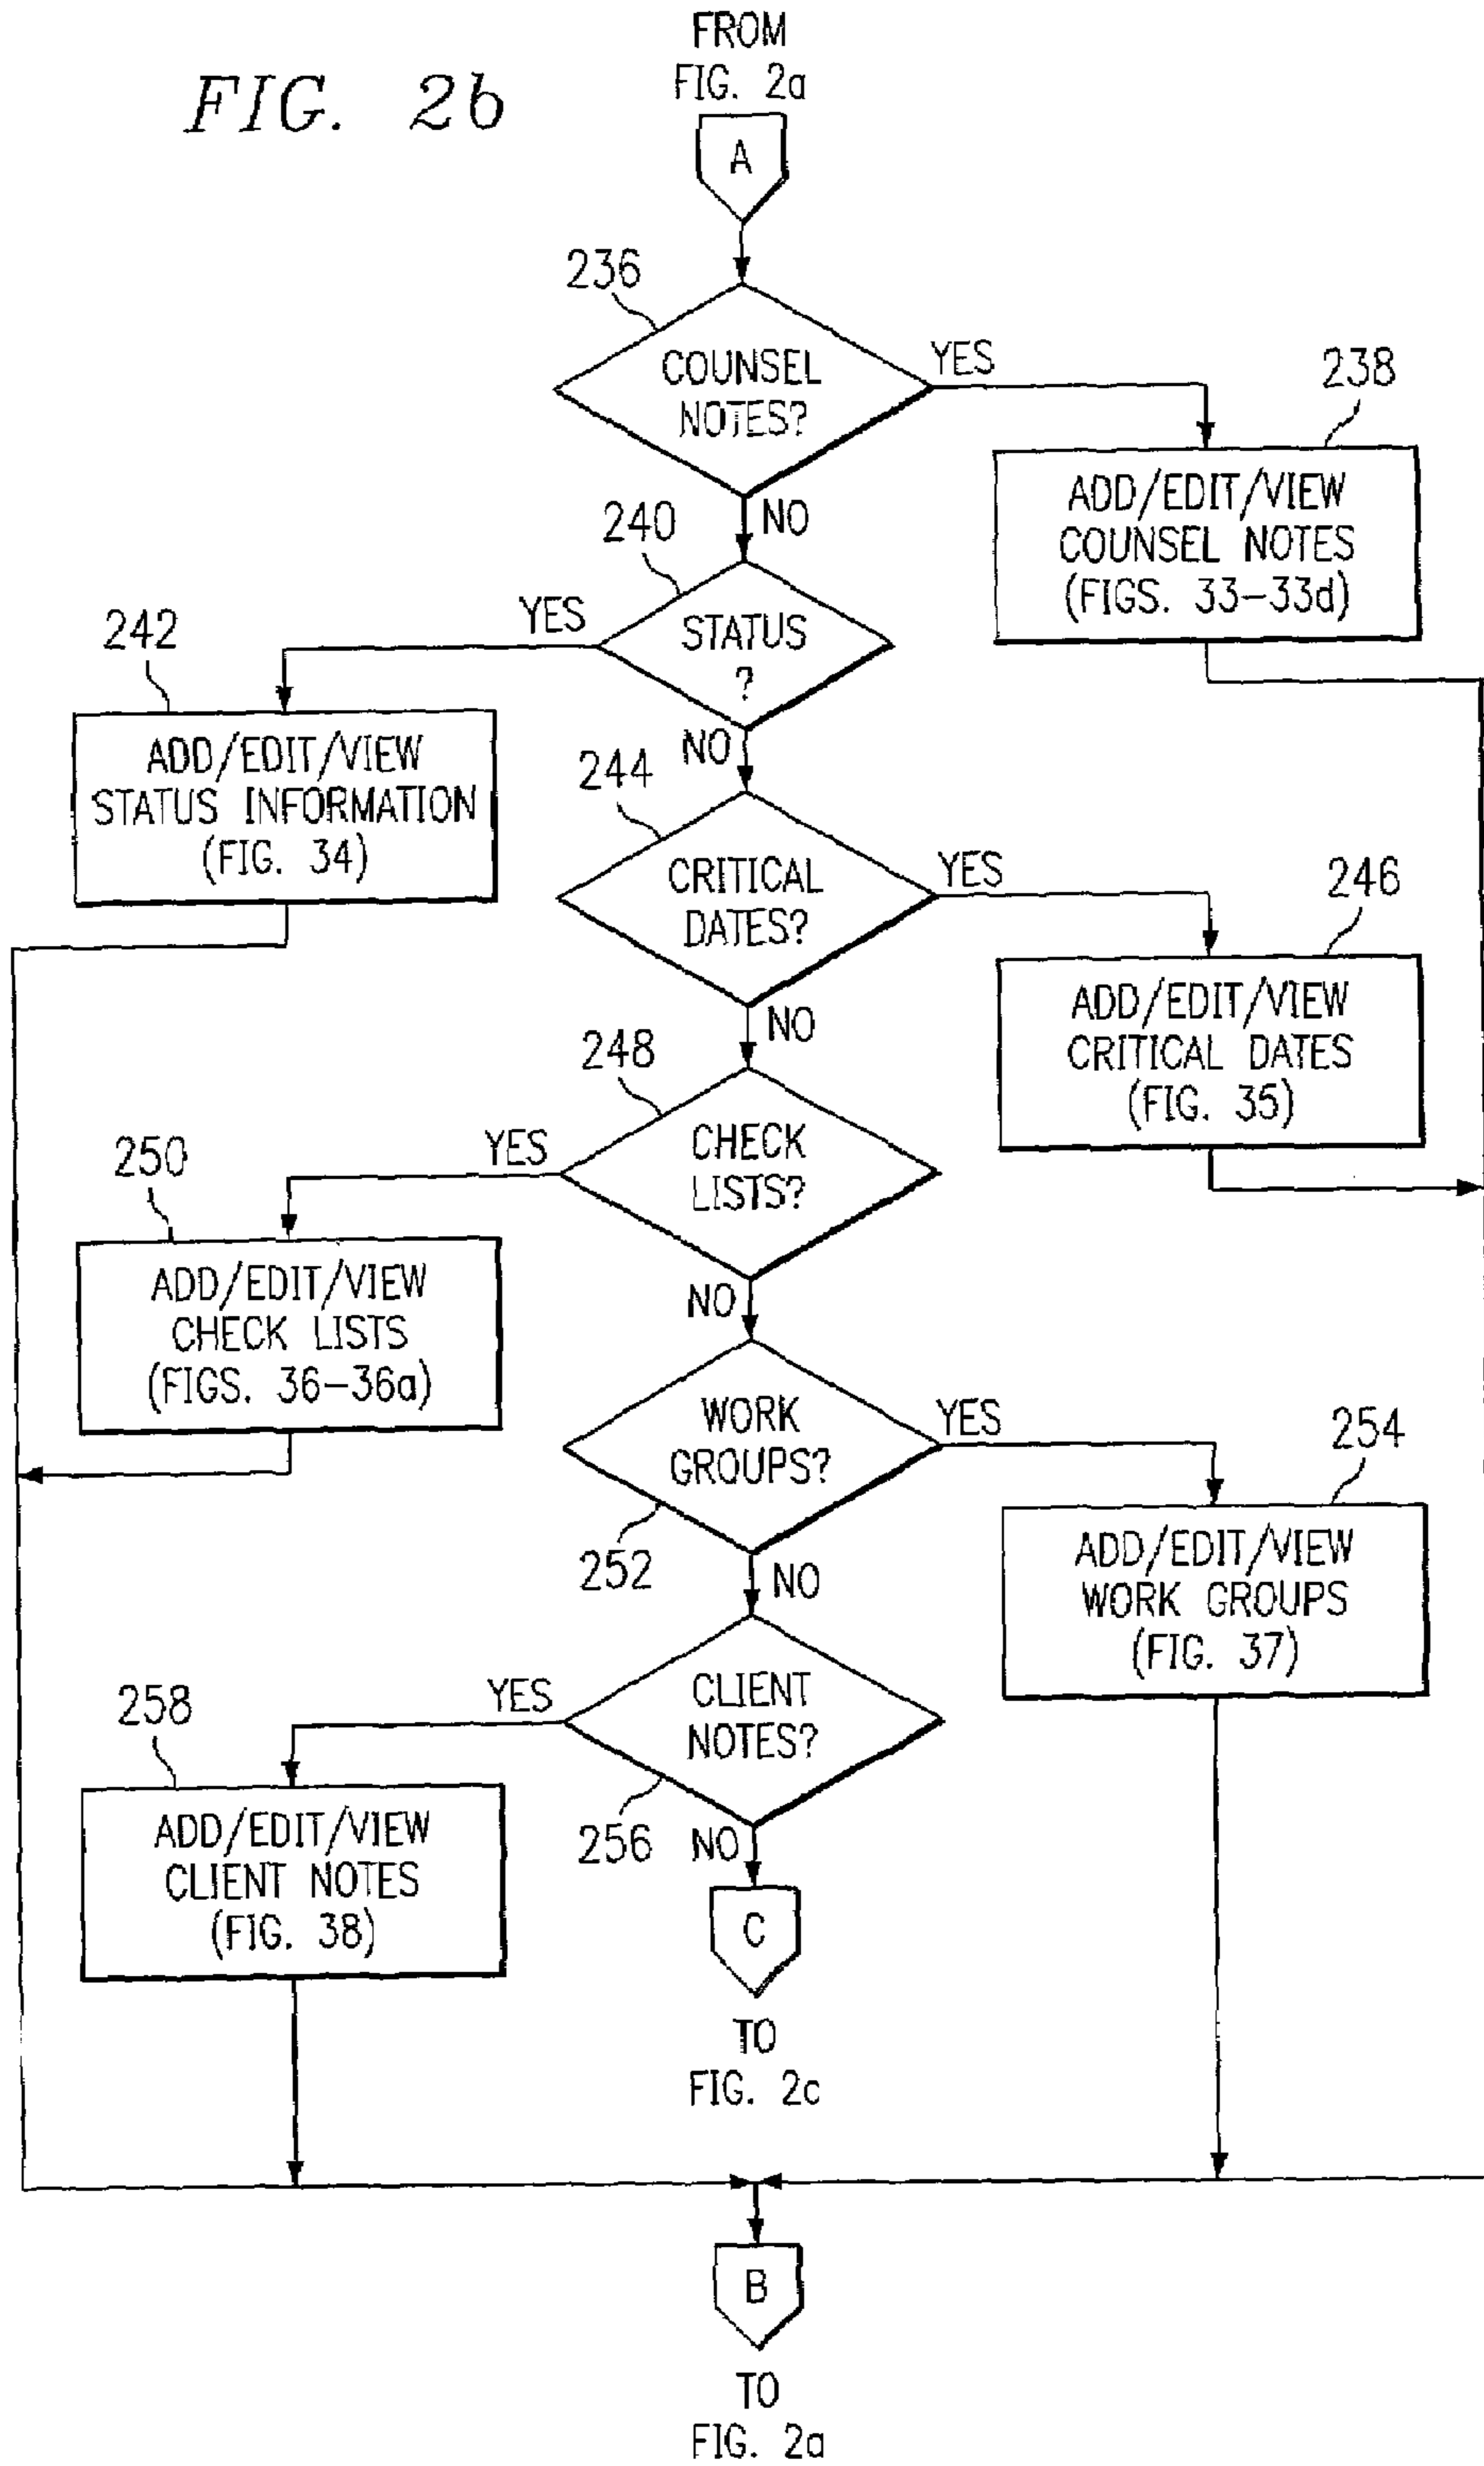 FROM
FIG. 2a
FIG. 2b
A
236
COUNSEL
NOTES?
YES
238
ADD/EDIT/VIEW
COUNSEL NOTES
(FIGS. 33-33d)
NO
240
STATUS
?
YES
242
ADD/EDIT/VIEW
STATUS INFORMATION
(FIG. 34)
NO
244
CRITICAL
DATES?
YES
246
ADD/EDIT/VIEW
CRITICAL DATES
(FIG. 35)
NO
248
CHECK
LISTS?
YES
250
ADD/EDIT/VIEW
CHECK LISTS
(FIGS. 36-36a)
NO
WORK
GROUPS?
252
YES
254
ADD/EDIT/VIEW
WORK GROUPS
(FIG. 37)
NO
CLIENT
NOTES?
256
YES
258
ADD/EDIT/VIEW
CLIENT NOTES
(FIG. 38)
NO
C
TO
FIG. 2c
B
TO
FIG. 2a